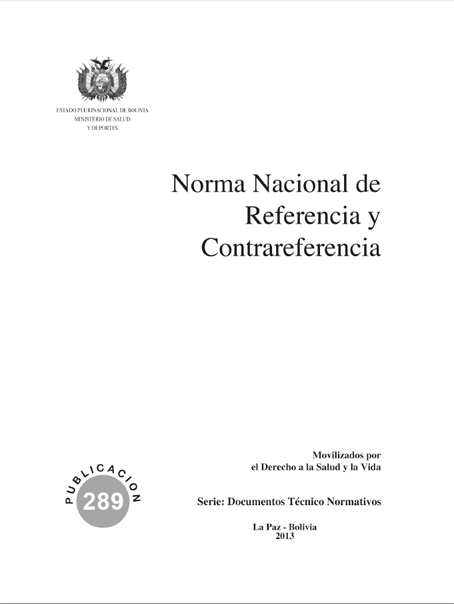 ESTADO PLURINACIONAL DE BOLIVIA
MINISTERIO DE SALUD
Y DEPORTES
Norma Nacional de
Referencia y
Contrareferencia
Movilizados por
el Derecho a la Salud y la Vida
PUBLICACION
289
Serie: Documentos Técnico Normativos
La Paz - Bolivia
2013